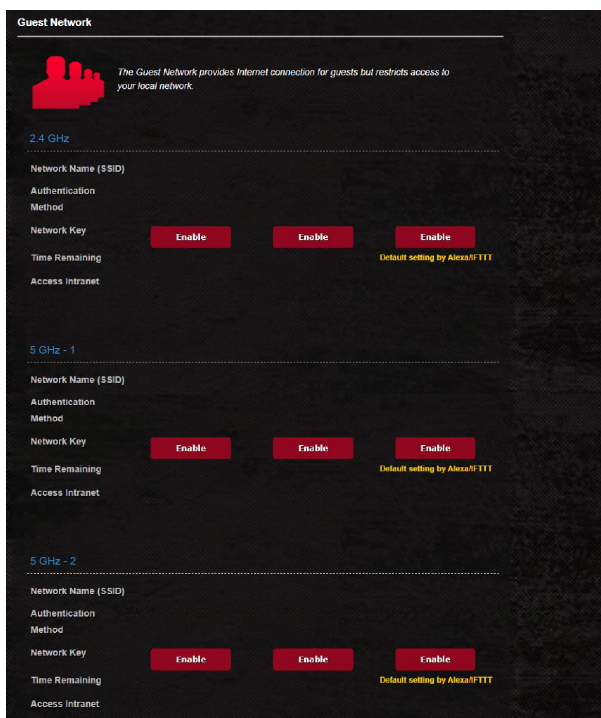 Guest Network
The Guest Network provides Internet connection for guests but restricts access to
your local network.
2.4 GHz
Network Name (SSID)
Authentication
Method
Network Key
Enable Enable Enable
Time Remaining
Default setting by Alexa/IFTTT
Access Intranet
5 GHz - 1
Network Name (SSID)
Authentication
Method
Network Key
Enable Enable Enable
Time Remaining
Default setting by Alexa/IFTTT
Access Intranet
5 GHz - 2
Network Name (SSID)
Authentication
Method
Network Key
Enable Enable Enable
Time Remaining
Default setting by Alexa/IFTTT
Access Intranet